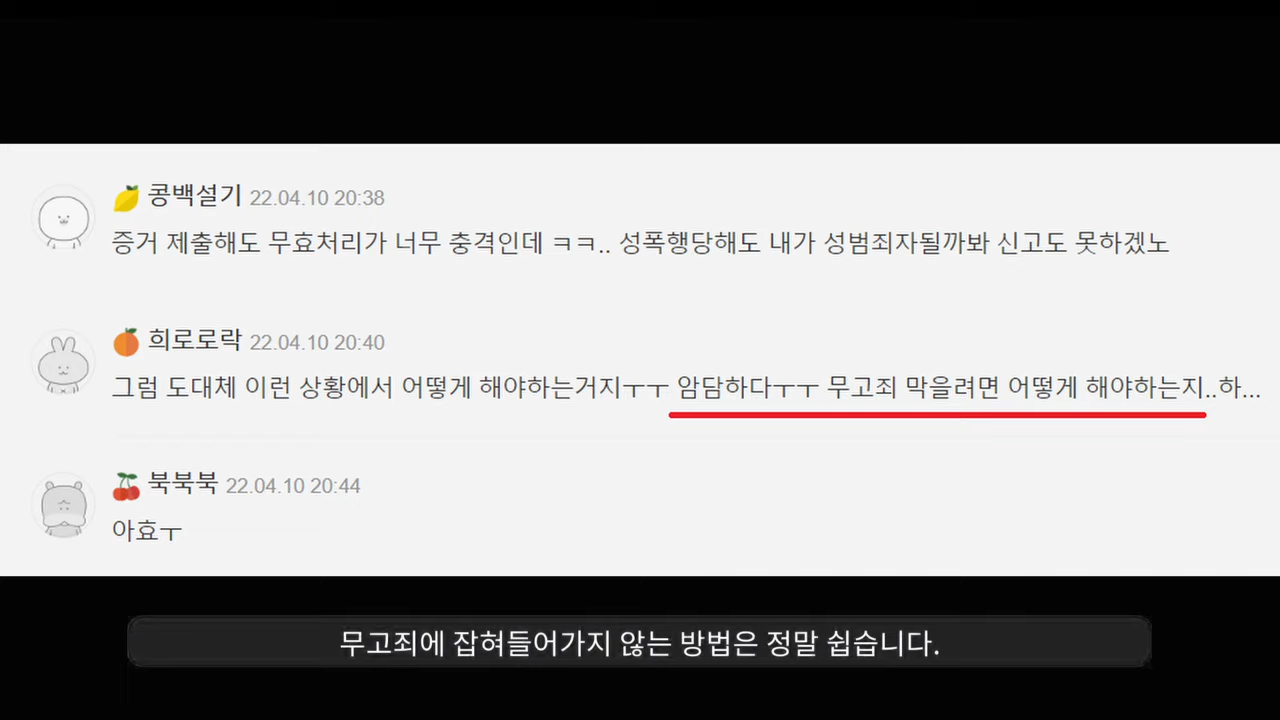 콩백설기 22.04.10 20:38
증거 제출해도 무효처리가 너무 충격인데 ㅋㅋ.. 성폭행당해도 내가 성범죄자될까봐 신고도 못하겠노
희로로락 22.04.10 20:40
그럼 도대체 이런 상황에서 어떻게 해야하는거지ㅜㅜ 암담하다ㅜㅜ 무고죄 막을려면 어떻게 해야하는지..하...
북북북 22.04.10 20:44
아효ㅜ
무고죄에 잡혀들어가지 않는 방법은 정말 쉽습니다.